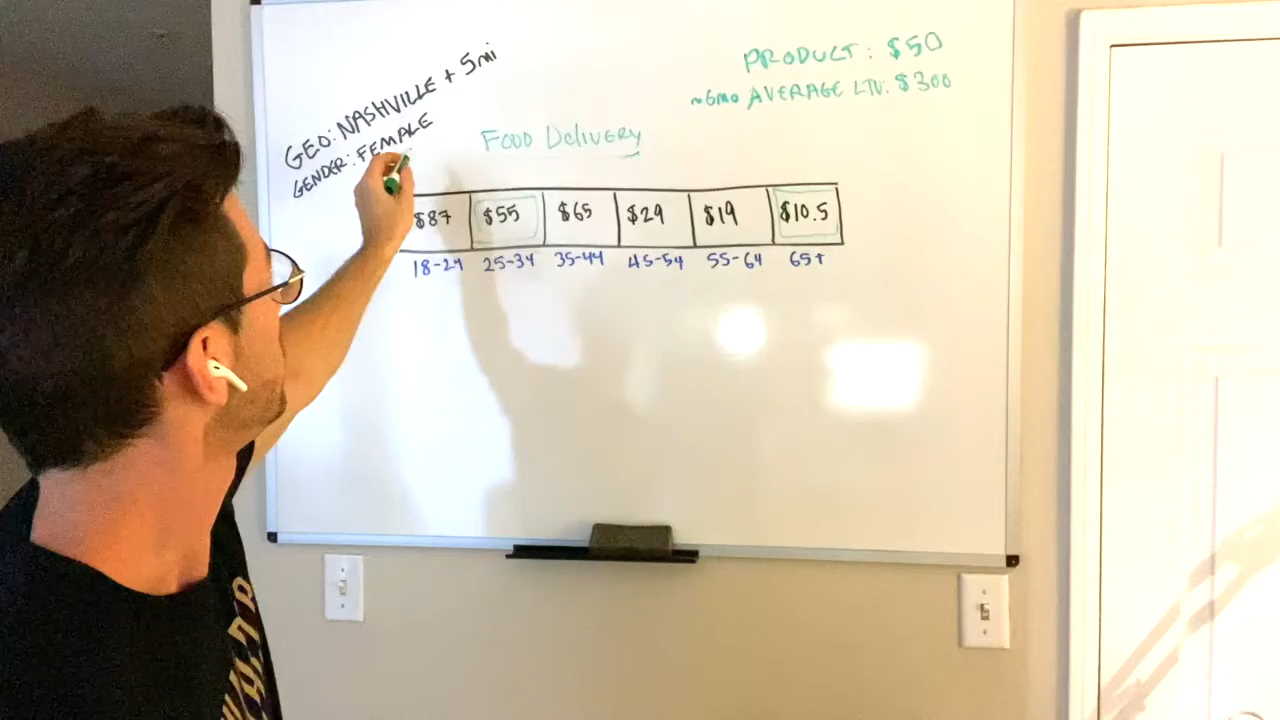 GEO: NASHVILLE + 5mi
GENDER: FEMALE
PRODUCT: $50
~6mo AVERAGE LTV: $300
Food Delivery
$87 $55 $65 $29 $19 $10.5
18-24 25-34 35-44 45-54 55-64 65+